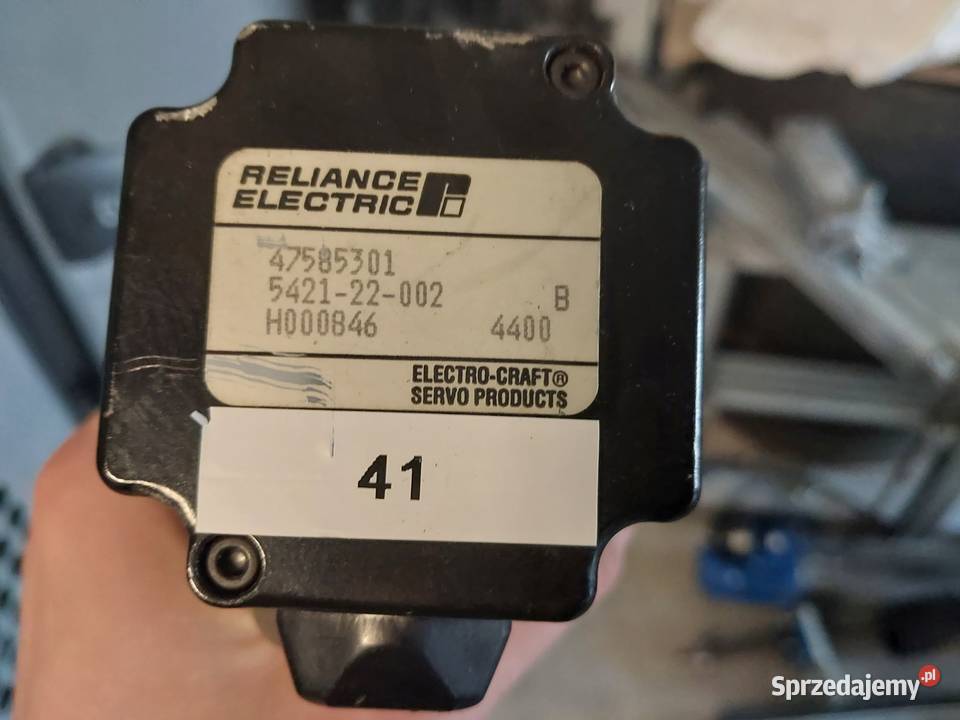 RELIANCE
ELECTRIC
47585301
5421-22-002 B
H000846 4400
ELECTRO-CRAFT®
SERVO PRODUCTS
41
Sprzedajemy.pl